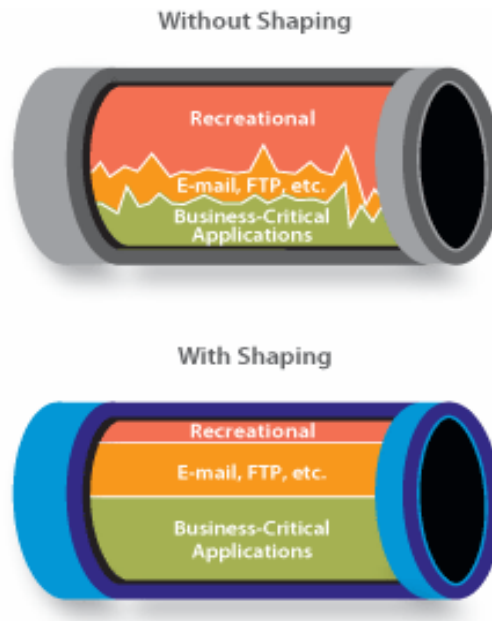 Without Shaping
Recreational
E-mail, FTP, etc.
Business-Critical
Applications
With Shaping
Recreational
E-mail, FTP, etc.
Business-Critical
Applications